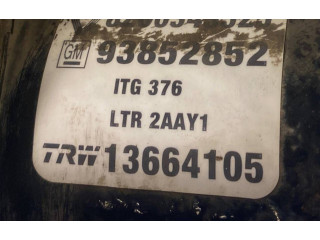 GM 93852852
ITG 376
LTR 2AAY1
TRW 13664105